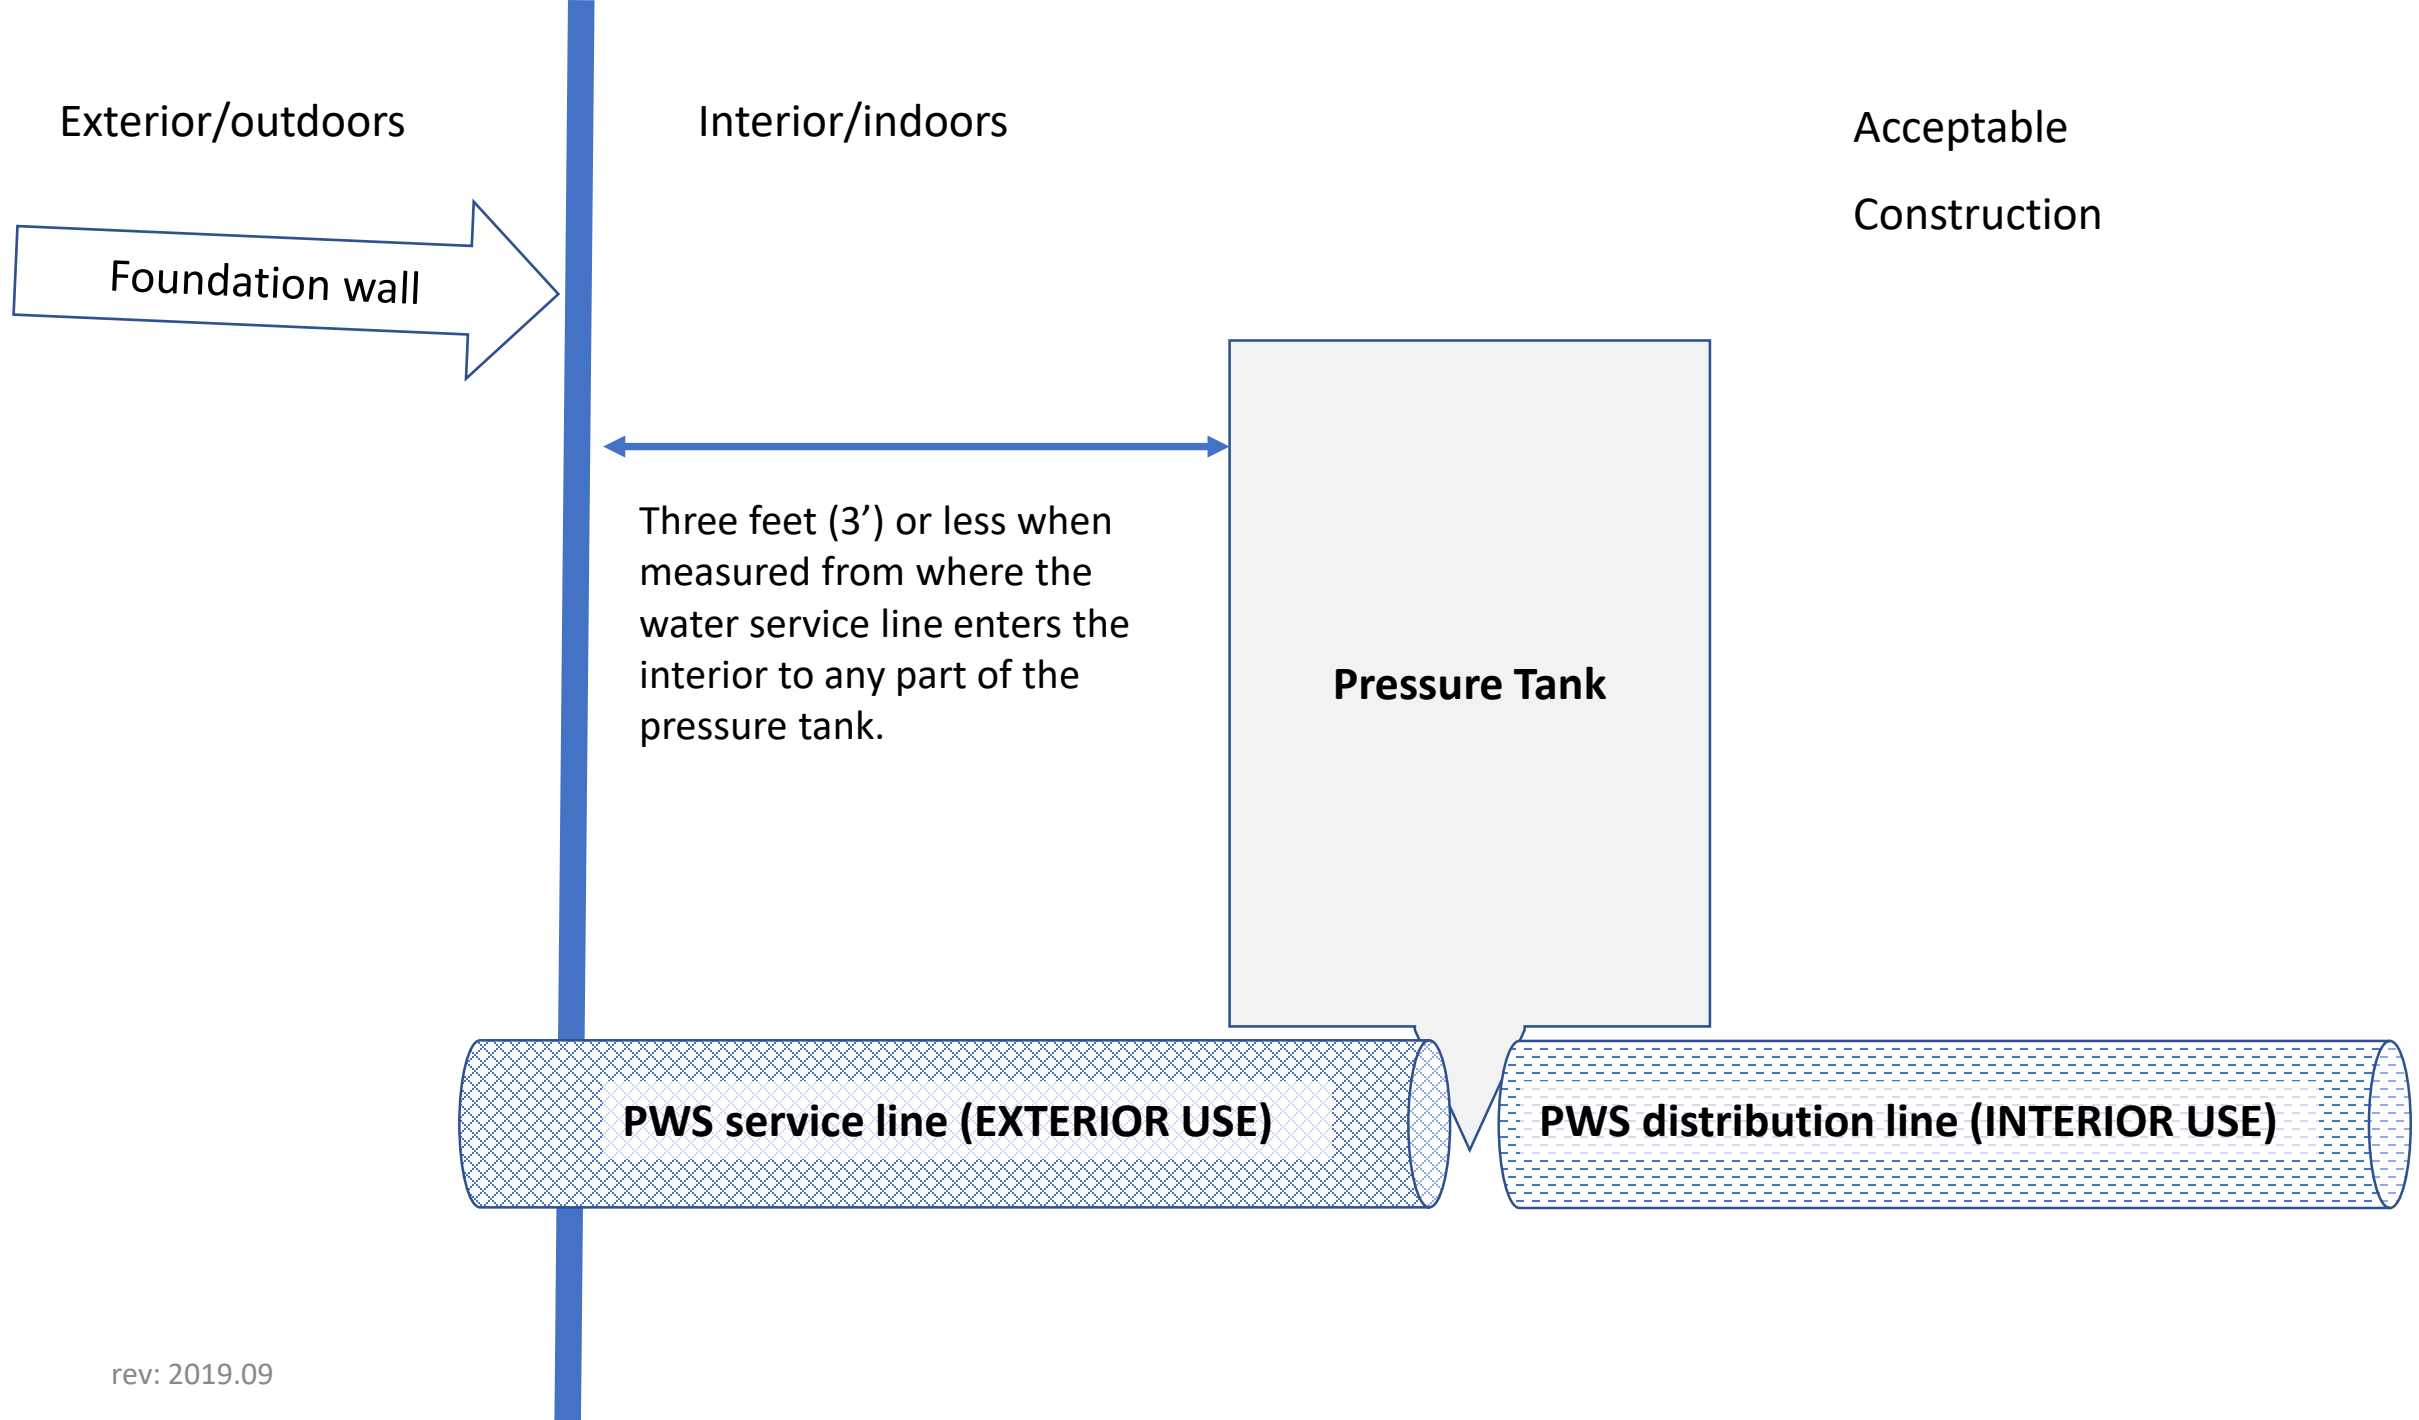 Exterior/outdoors
Interior/indoors
Acceptable
Construction
Foundation wall
Three feet (3’) or less when
measured from where the
water service line enters the
interior to any part of the
pressure tank.
Pressure Tank
PWS service line (EXTERIOR USE)
PWS distribution line (INTERIOR USE)
rev: 2019.09